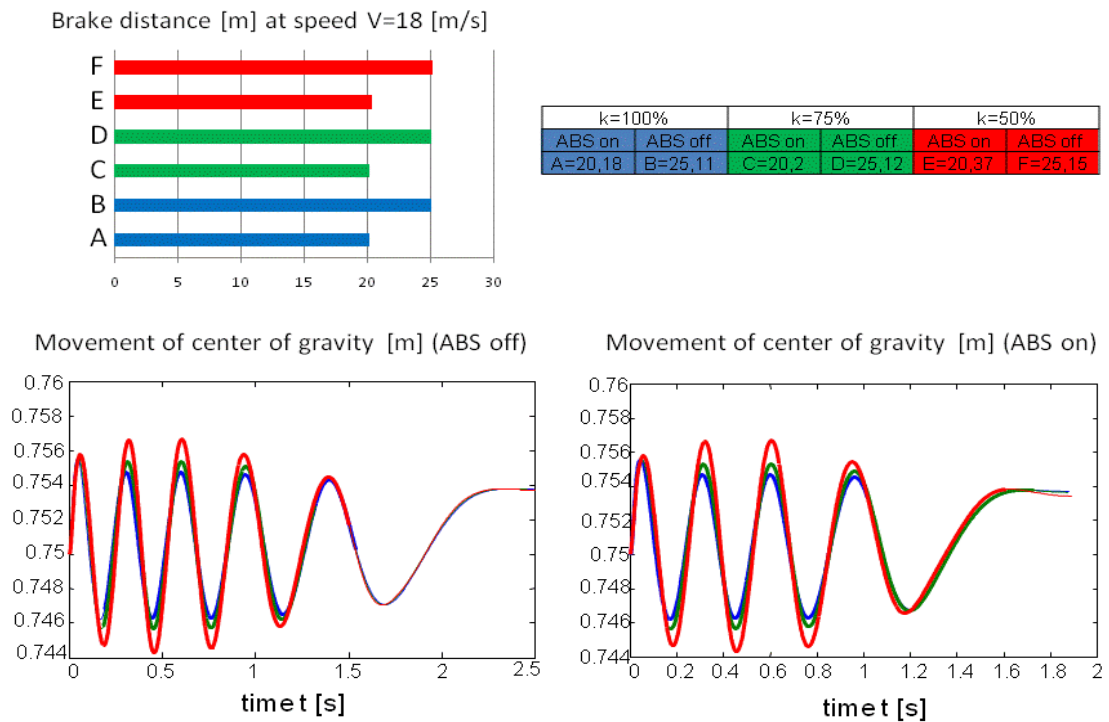 Brake distance [m] at speed V=18 [m/s]
F
E
D
C
B
A
0 5 10 15 20 25 30
k=100% k=75% k=50%
ABS on ABS off ABS on ABS off ABS on ABS off
A=20,18 B=25,11 C=20,2 D=25,12 E=20,37 F=25,15
Movement of center of gravity [m] (ABS off)
0.76
0.758
0.756
0.754
0.752
0.75
0.748
0.746
0.744
0 0.5 1 1.5 2 2.5
time t [s]
Movement of center of gravity [m] (ABS on)
0.76
0.758
0.756
0.754
0.752
0.75
0.748
0.746
0.744
0 0.2 0.4 0.6 0.8 1 1.2 1.4 1.6 1.8 2
time t [s]